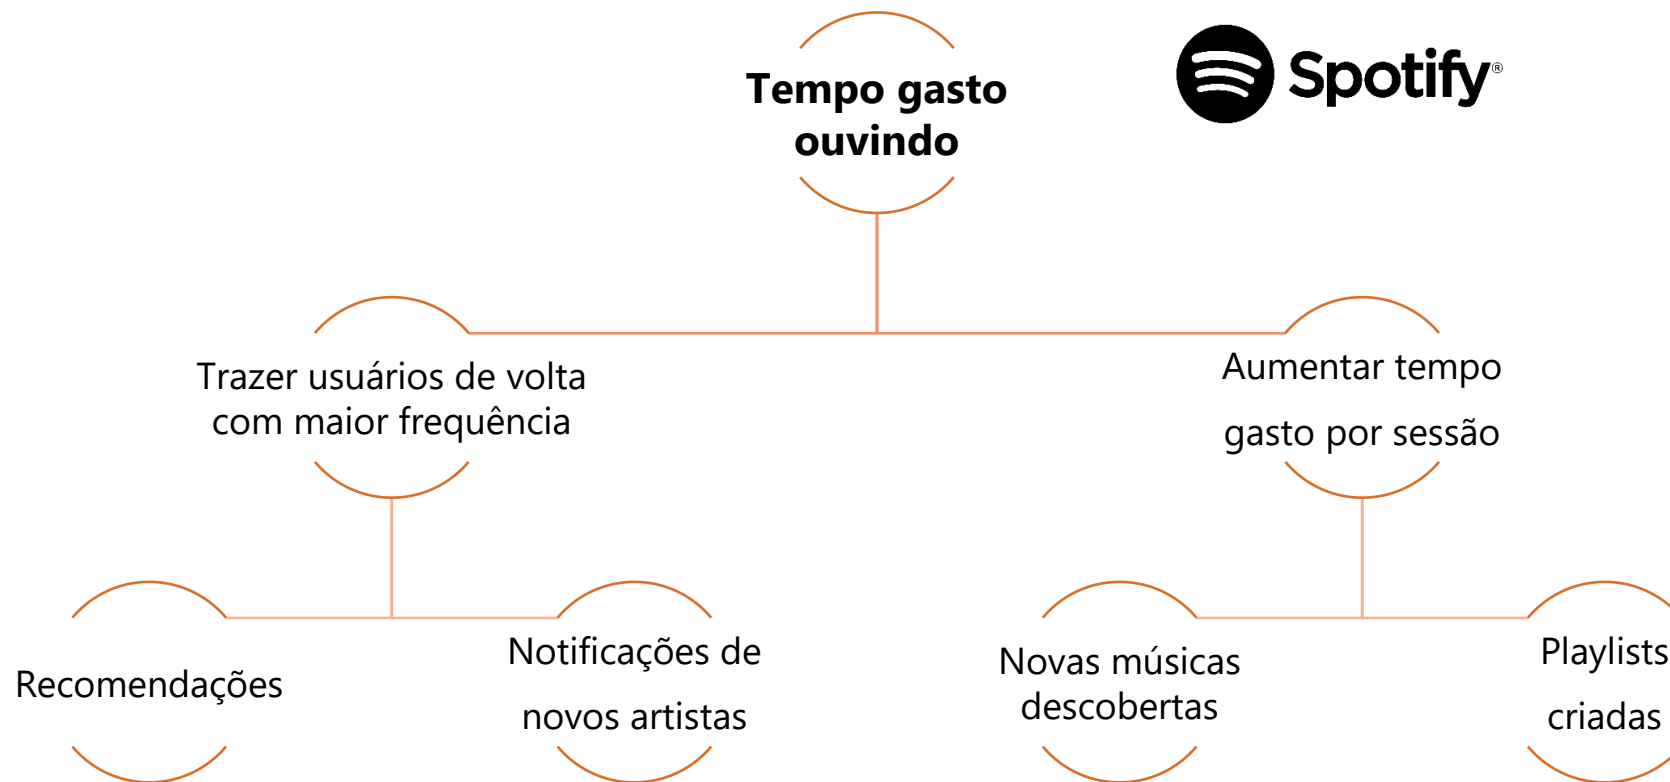 Tempo gasto
ouvindo
Spotify®
Trazer usuários de volta
com maior frequência
Aumentar tempo
gasto por sessão
Recomendações
Notificações de
novos artistas
Novas músicas
descobertas
Playlists
criadas